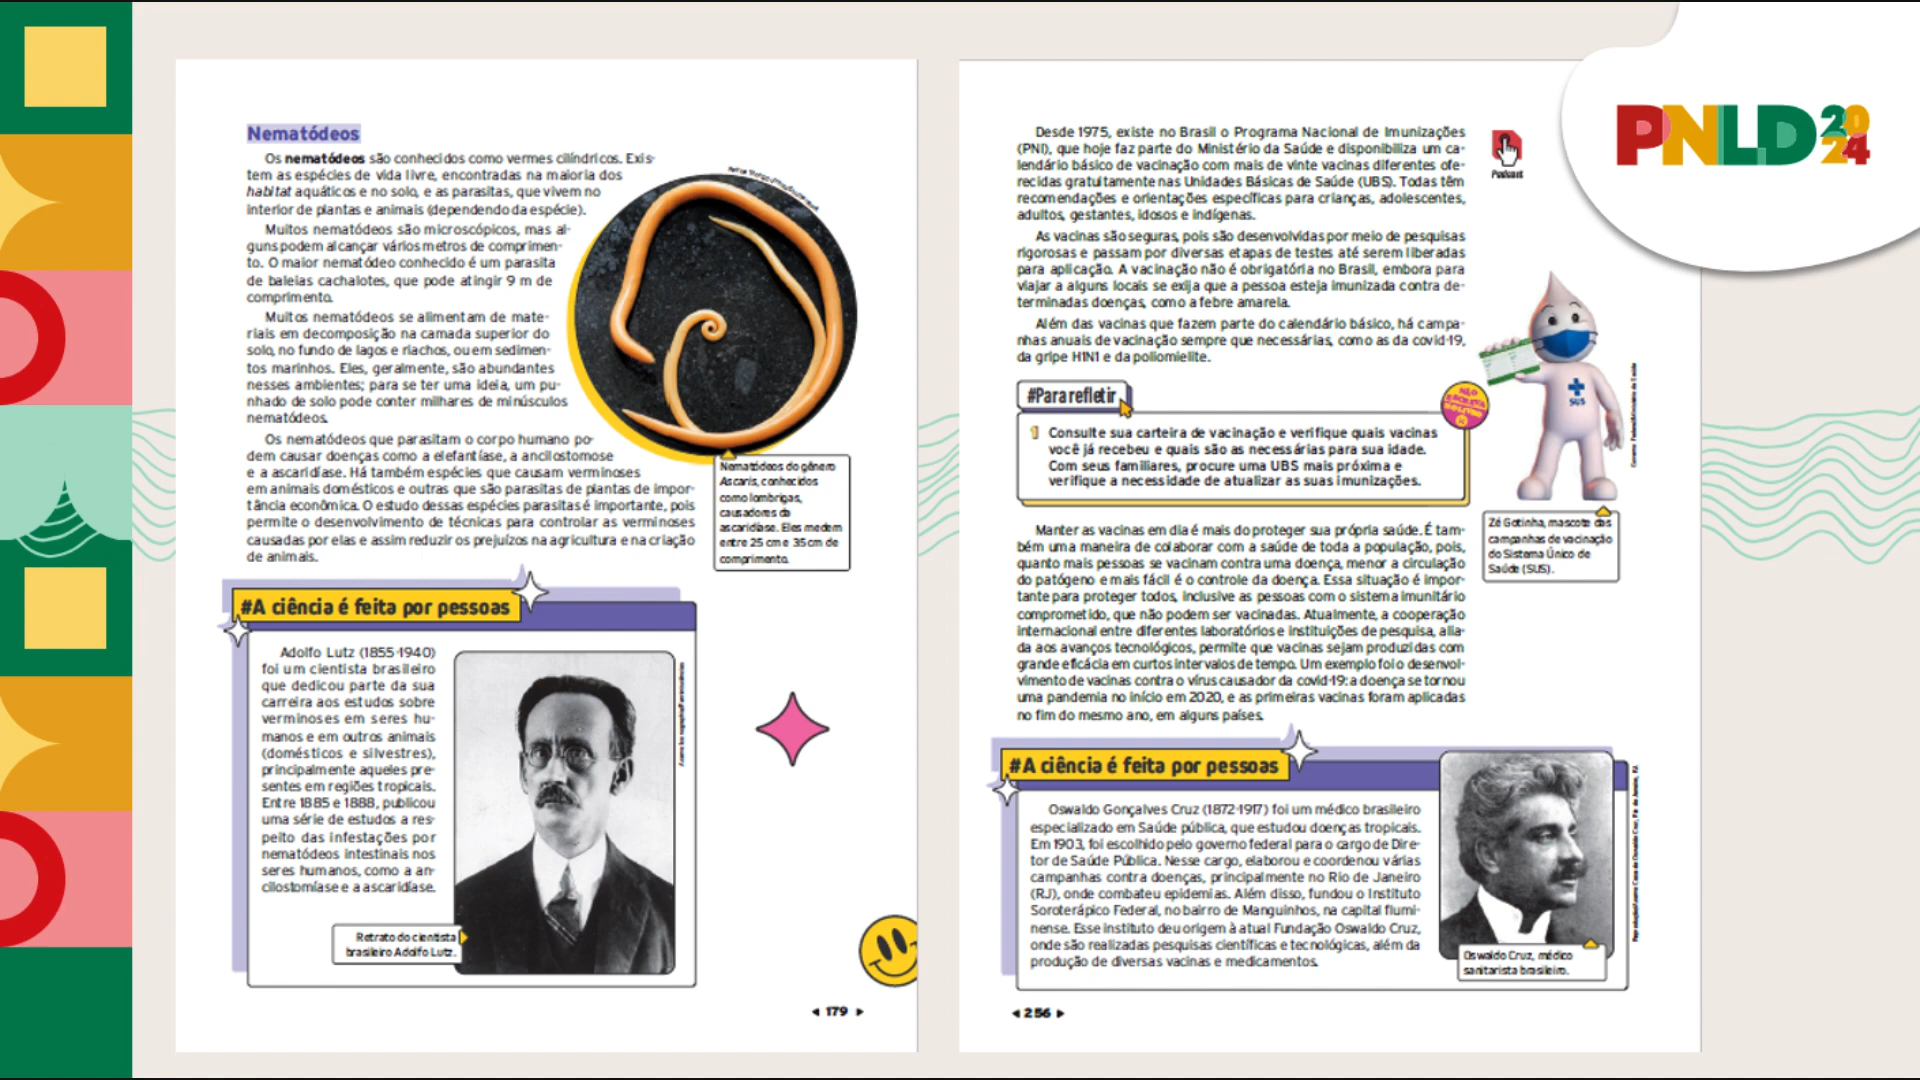 Nematódeos
Os nematódeos são conhecidos como vermes cilíndricos. Exis-
tem as espécies de vida livre, encontradas na maioria dos
habitat aquáticos e no solo, e as parasitas, que vivem no
interior de plantas e animais (dependendo da espécie).
Muitos nematódeos são microscópicos, mas al-
guns podem alcançar vários metros de comprimen-
to. O maior nematódeo conhecido é um parasita
de baleias cachalotes, que pode atingir 9 m de
comprimento.
Muitos nematódeos se alimentam de mate-
riais em decomposição na camada superior do
solo, no fundo de lagos e riachos, ou em sedimen-
tos marinhos. Eles, geralmente, são abundantes
nesses ambientes; para se ter uma ideia, um pu-
nhado de solo pode conter milhares de minúsculos
nematódeos.
Os nematódeos que parasitam o corpo humano po-
dem causar doenças como a elefantíase, a ancilostomose
e a ascaridíase. Há também espécies que causam verminoses
em animais domésticos e outras que são parasitas de plantas de impor-
tância econômica. O estudo dessas espécies parasitas é importante, pois
permite o desenvolvimento de técnicas para controlar as verminoses
causadas por elas e assim reduzir os prejuízos na agricultura e na criação
de animais.
Nematódeos do gênero
Ascaris, conhecidos
como lombrigas,
causadores da
ascaridíase. Eles medem
entre 25 cm e 35 cm de
comprimento.
#A ciência é feita por pessoas
Adolfo Lutz (1855-1940)
foi um cientista brasileiro
que dedicou parte da sua
carreira aos estudos sobre
verminoses em seres hu-
manos e em outros animais
(domésticos e silvestres),
principalmente aqueles pre-
sentes em regiões tropicais.
Entre 1885 e 1888, publicou
uma série de estudos a res-
peito das infestações por
nematódeos intestinais nos
seres humanos, como a an-
cilostomíase e a ascaridíase.
Retrato do cientista
brasileiro Adolfo Lutz.
179
Desde 1975, existe no Brasil o Programa Nacional de Imunizações
(PNI), que hoje faz parte do Ministério da Saúde e disponibiliza um ca-
lendário básico de vacinação com mais de vinte vacinas diferentes ofe-
recidas gratuitamente nas Unidades Básicas de Saúde (UBS). Todas têm
recomendações e orientações específicas para crianças, adolescentes,
adultos, gestantes, idosos e indígenas.
As vacinas são seguras, pois são desenvolvidas por meio de pesquisas
rigorosas e passam por diversas etapas de testes até serem liberadas
para aplicação. A vacinação não é obrigatória no Brasil, embora para
viajar a alguns locais se exija que a pessoa esteja imunizada contra de-
terminadas doenças, como a febre amarela.
Além das vacinas que fazem parte do calendário básico, há campa-
nhas anuais de vacinação sempre que necessárias, como as da covid-19,
da gripe H1N1 e da poliomielite.
Podcast
#Para refletir
NÃO
ESCREVA
NO LIVRO
1 Consulte sua carteira de vacinação e verifique quais vacinas
você já recebeu e quais são as necessárias para sua idade.
Com seus familiares, procure uma UBS mais próxima e
verifique a necessidade de atualizar as suas imunizações.
SUS
Zé Gotinha, mascote das
campanhas de vacinação
do Sistema Único de
Saúde (SUS).
Manter as vacinas em dia é mais do proteger sua própria saúde. É tam-
bém uma maneira de colaborar com a saúde de toda a população, pois,
quanto mais pessoas se vacinam contra uma doença, menor a circulação
do patógeno e mais fácil é o controle da doença. Essa situação é impor-
tante para proteger todos, inclusive as pessoas com o sistema imunitário
comprometido, que não podem ser vacinadas. Atualmente, a cooperação
internacional entre diferentes laboratórios e instituições de pesquisa, alia-
da aos avanços tecnológicos, permite que vacinas sejam produzidas com
grande eficácia em curtos intervalos de tempo. Um exemplo foi o desenvol-
vimento de vacinas contra o vírus causador da covid-19: a doença se tornou
uma pandemia no início em 2020, e as primeiras vacinas foram aplicadas
no fim do mesmo ano, em alguns países.
#A ciência é feita por pessoas
Oswaldo Gonçalves Cruz (1872-1917) foi um médico brasileiro
especializado em Saúde pública, que estudou doenças tropicais.
Em 1903, foi escolhido pelo governo federal para o cargo de Dire-
tor de Saúde Pública. Nesse cargo, elaborou e coordenou várias
campanhas contra doenças, principalmente no Rio de Janeiro
(RJ), onde combateu epidemias. Além disso, fundou o Instituto
Soroterápico Federal, no bairro de Manguinhos, na capital flumi-
nense. Esse instituto deu origem à atual Fundação Oswaldo Cruz,
onde são realizadas pesquisas científicas e tecnológicas, além da
produção de diversas vacinas e medicamentos.
Oswaldo Cruz, médico
sanitarista brasileiro.
256
PNLD 2024